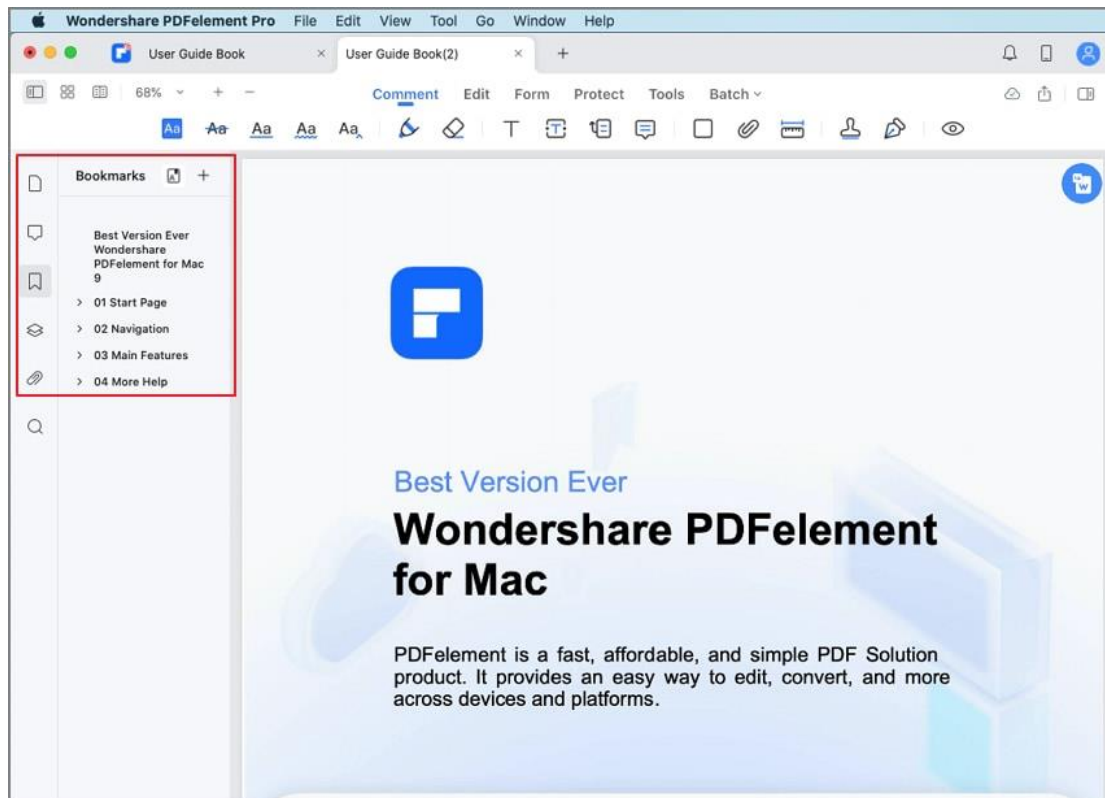 Wondershare PDFelement Pro File Edit View Tool Go Window Help
User Guide Book × User Guide Book(2) × +
68% + −
Comment Edit Form Protect Tools Batch
Aa Aa Aa Aa Aa T T
Bookmarks A +
Best Version Ever
Wondershare
PDFelement for Mac
9
> 01 Start Page
> 02 Navigation
> 03 Main Features
> 04 More Help
W
Best Version Ever
Wondershare PDFelement
for Mac
PDFelement is a fast, affordable, and simple PDF Solution
product. It provides an easy way to edit, convert, and more
across devices and platforms.